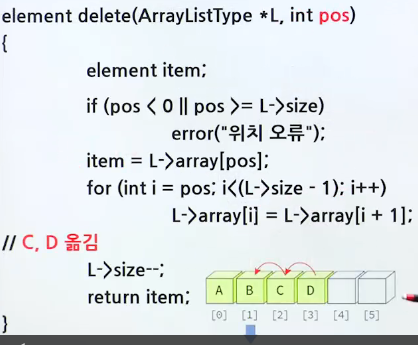 element delete(ArrayListType *L, int pos)
{
element item;
if (pos < 0 || pos >= L->size)
error("위치 오류");
item = L->array[pos];
for (int i = pos; i<(L->size - 1); i++)
L->array[i] = L->array[i + 1];
// C, D 옮김
L->size--;
return item;
}
A B C D
[0] [1] [2] [3] [4] [5]